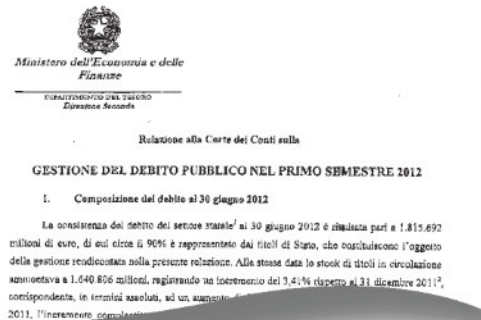 Ministero dell'Economia e delle
Finanze
DIPARTIMENTO DEL TESORO
Direzione Seconda
Relazione alla Corte dei Conti sulla
GESTIONE DEL DEBITO PUBBLICO NEL PRIMO SEMESTRE 2012
1. Composizione del debito al 30 giugno 2012
La consistenza del debito del settore statale¹ al 30 giugno 2012 è risultata pari a 1.815.692
milioni di euro, di cui circa il 90% è rappresentato dai titoli di Stato, che costituiscono l'oggetto
della gestione rendicontata nella presente relazione. Alla stessa data lo stock di titoli in circolazione
ammontava a 1.640.806 milioni, registrando un incremento del 3,41% rispetto al 31 dicembre 2011²,
corrispondente, in termini assoluti, ad un aumento
2011, l'incremento